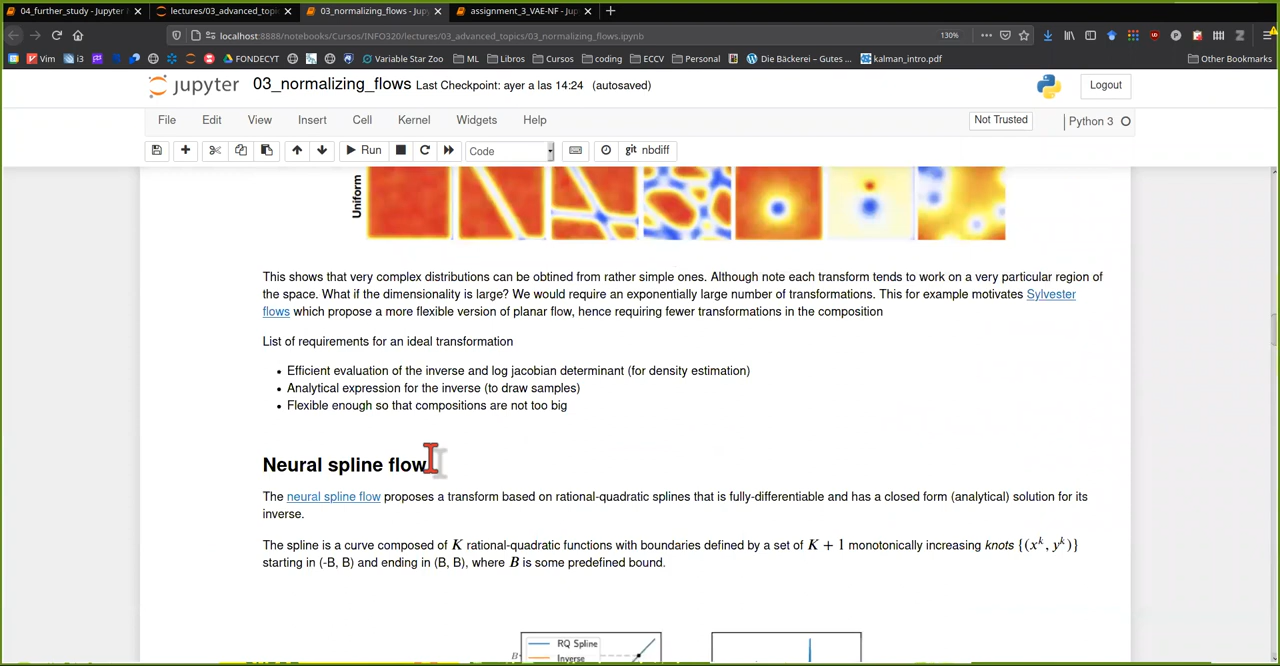 04_further_study - Jupyter N
lectures/03_advanced_topi
03_normalizing_flows - Jupy
assignment_3_VAE-NF - Jup
localhost:8888/notebooks/Cursos/INFO320/lectures/03_advanced_topics/03_normalizing_flows.ipynb
130%
Vim
i3
FONDECYT
Variable Star Zoo
ML
Libros
Cursos
coding
ECCV
Personal
Die Bäckerei – Gutes ...
kalman_intro.pdf
Other Bookmarks
jupyter 03_normalizing_flows Last Checkpoint: ayer a las 14:24 (autosaved)
Logout
File Edit View Insert Cell Kernel Widgets Help
Not Trusted
Python 3
Run
Code
git nbdiff
Uniform
This shows that very complex distributions can be obtined from rather simple ones. Although note each transform tends to work on a very particular region of
the space. What if the dimensionality is large? We would require an exponentially large number of transformations. This for example motivates Sylvester
flows which propose a more flexible version of planar flow, hence requiring fewer transformations in the composition
List of requirements for an ideal transformation
• Efficient evaluation of the inverse and log jacobian determinant (for density estimation)
• Analytical expression for the inverse (to draw samples)
• Flexible enough so that compositions are not too big
Neural spline flow
The neural spline flow proposes a transform based on rational-quadratic splines that is fully-differentiable and has a closed form (analytical) solution for its
inverse.
The spline is a curve composed of K rational-quadratic functions with boundaries defined by a set of K + 1 monotonically increasing knots {(x^k, y^k)}
starting in (-B, B) and ending in (B, B), where B is some predefined bound.
B
RQ Spline
Inverse